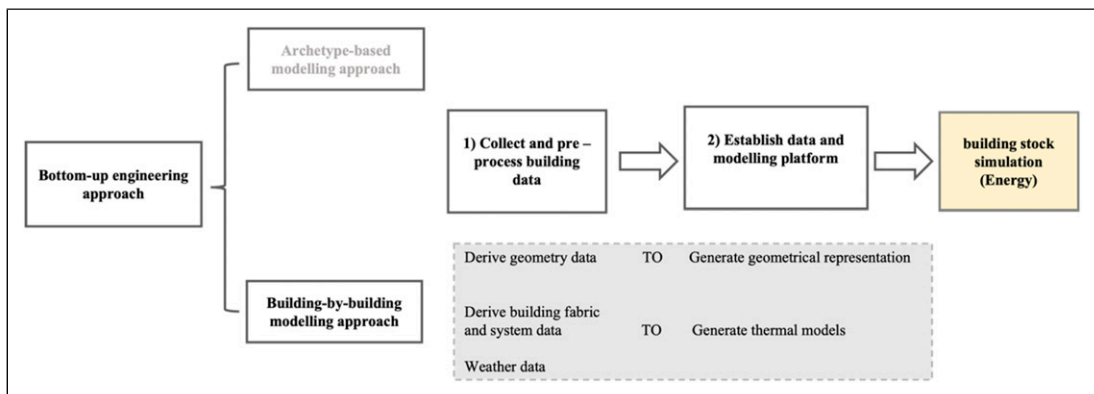 Archetype-based
modelling approach
Bottom-up engineering
approach
Building-by-building
modelling approach
1) Collect and pre –
process building
data
2) Establish data and
modelling platform
building stock
simulation
(Energy)
Derive geometry data TO Generate geometrical representation
Derive building fabric
and system data TO Generate thermal models
Weather data